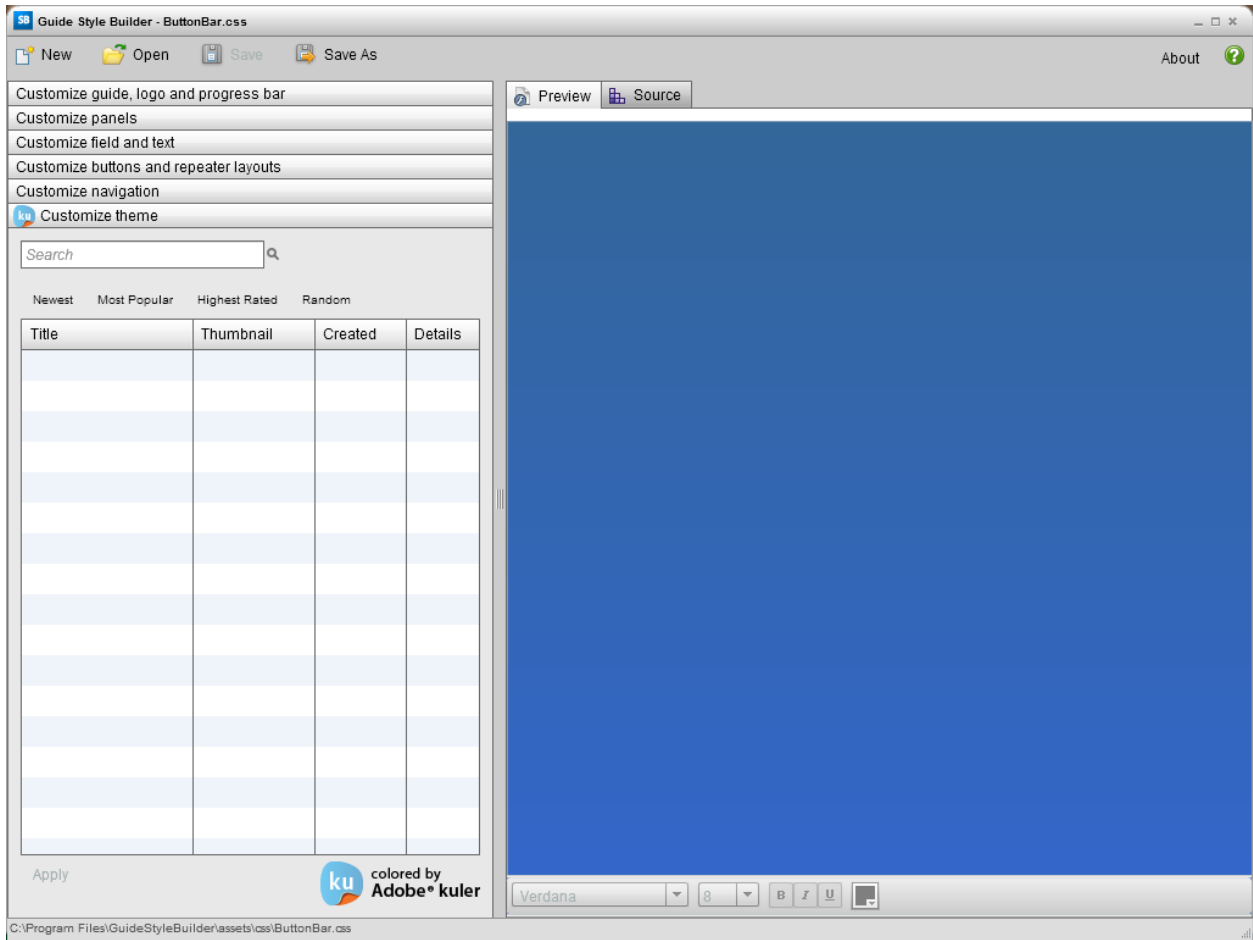 SB Guide Style Builder - ButtonBar.css
New Open Save Save As About ?
Customize guide, logo and progress bar
Customize panels
Customize field and text
Customize buttons and repeater layouts
Customize navigation
ku Customize theme
Search
Newest Most Popular Highest Rated Random
Title Thumbnail Created Details
Apply
ku colored by
Adobe® kuler
Preview Source
Verdana 8 B I U
C:\Program Files\GuideStyleBuilder\assets\css\ButtonBar.css